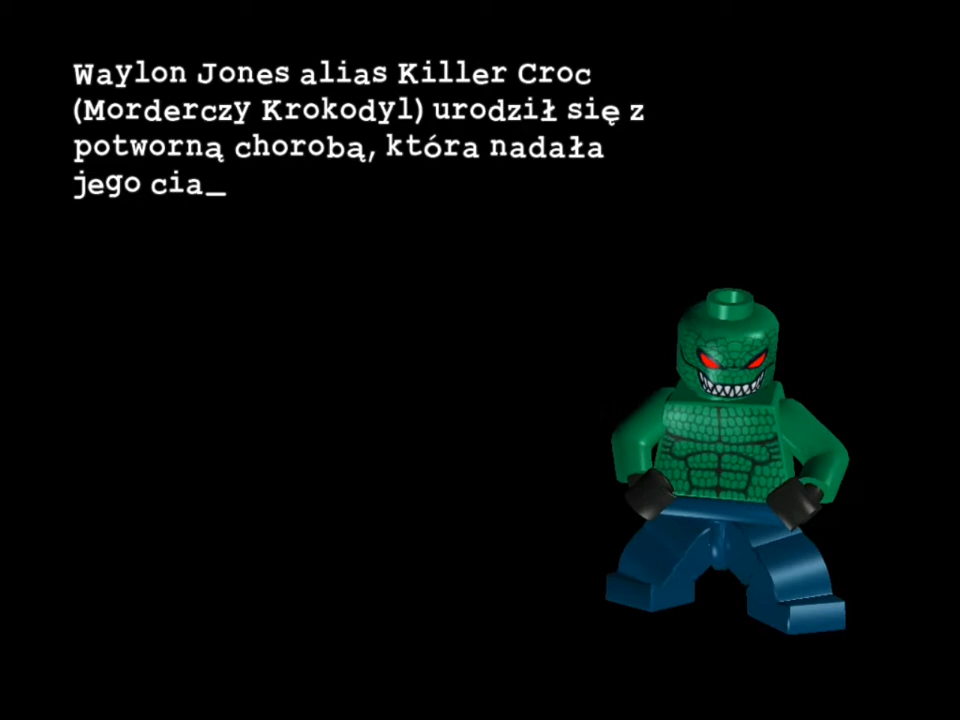 Waylon Jones alias Killer Croc
(Morderczy Krokodyl) urodził się z
potworną chorobą, która nadała
jego cia_